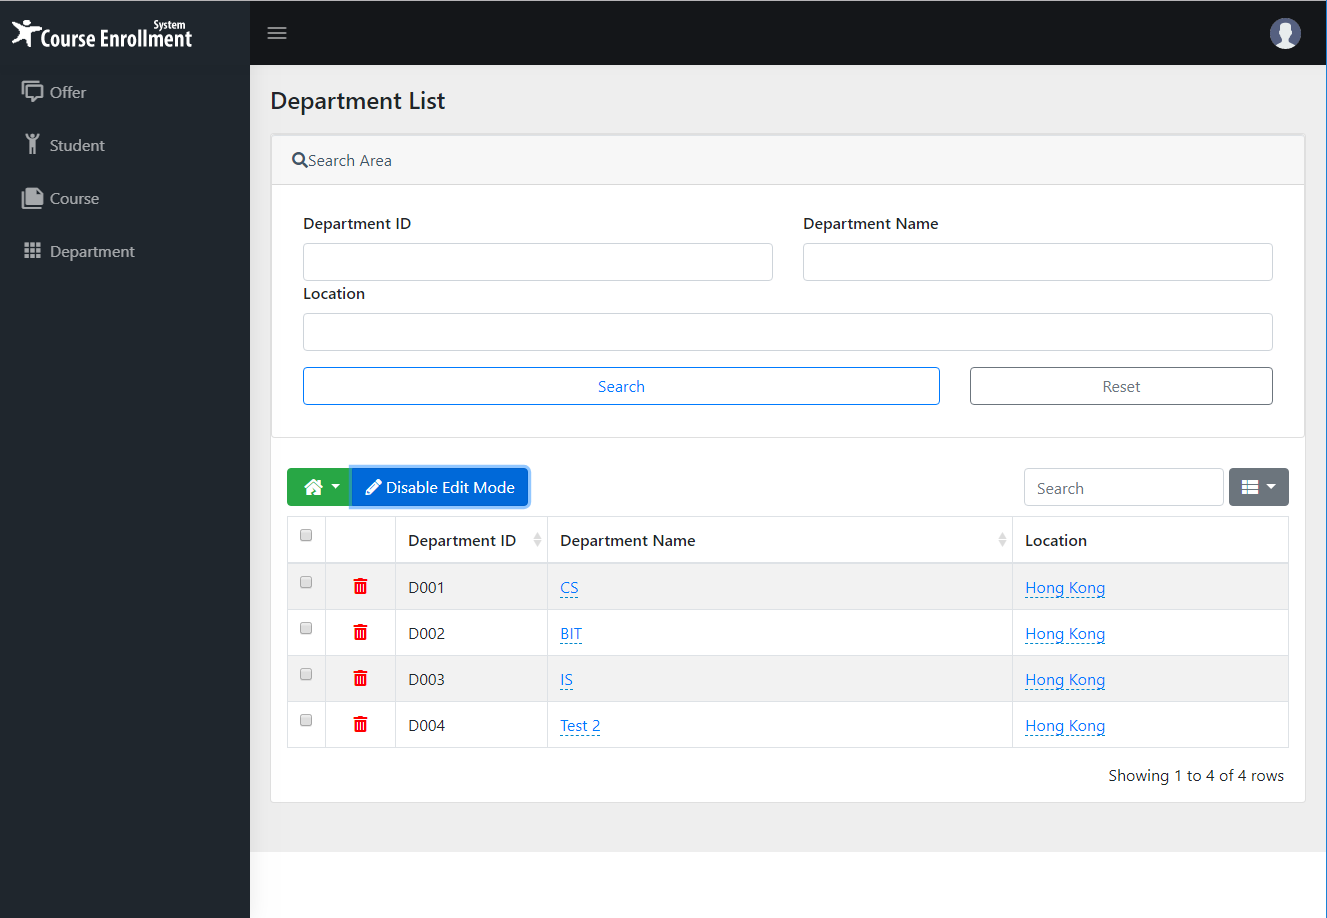 System
Course Enrollment
Offer
Student
Course
Department
Department List
Search Area
Department ID
Department Name
Location
Search
Reset
Disable Edit Mode
Search
Department ID
Department Name
Location
D001
CS
Hong Kong
D002
BIT
Hong Kong
D003
IS
Hong Kong
D004
Test 2
Hong Kong
Showing 1 to 4 of 4 rows